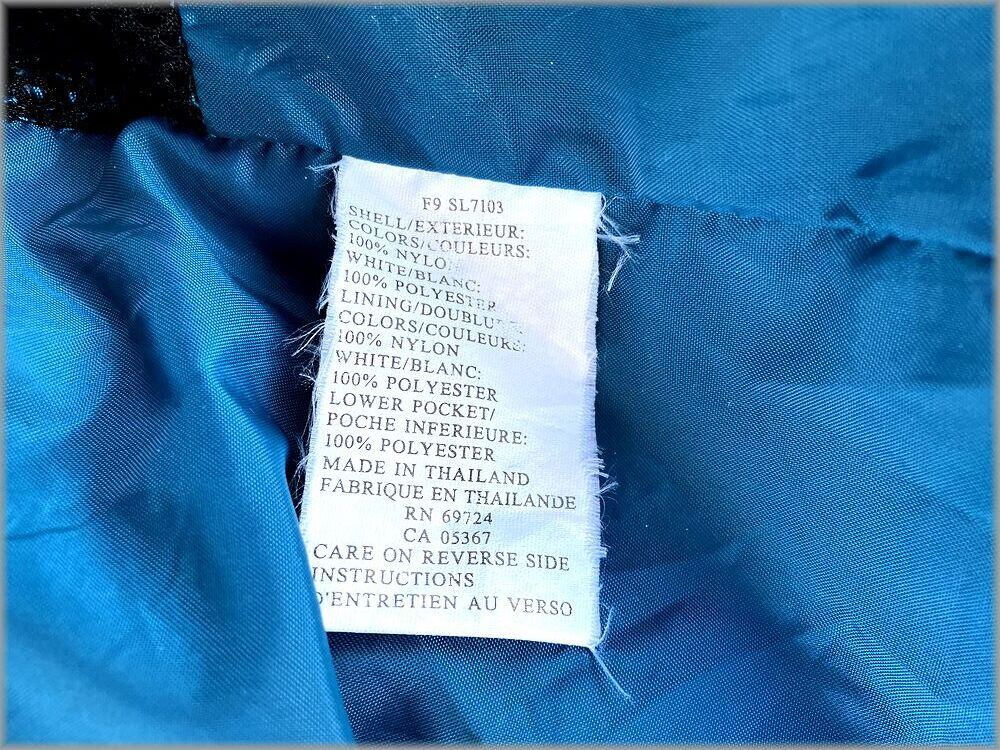 F9 SL7103
SHELL/EXTERIEUR:
COLORS/COULEURS:
100% NYLO
WHITE/BLANC:
100% POLYESTER
LINING/DOUBLU
COLORS/COULEURS:
100% NYLON
WHITE/BLANC:
100% POLYESTER
LOWER POCKET/
POCHE INFERIEURE:
100% POLYESTER
MADE IN THAILAND
FABRIQUE EN THAILANDE
RN 69724
CA 05367
CARE ON REVERSE SIDE
INSTRUCTIONS
D'ENTRETIEN AU VERSO